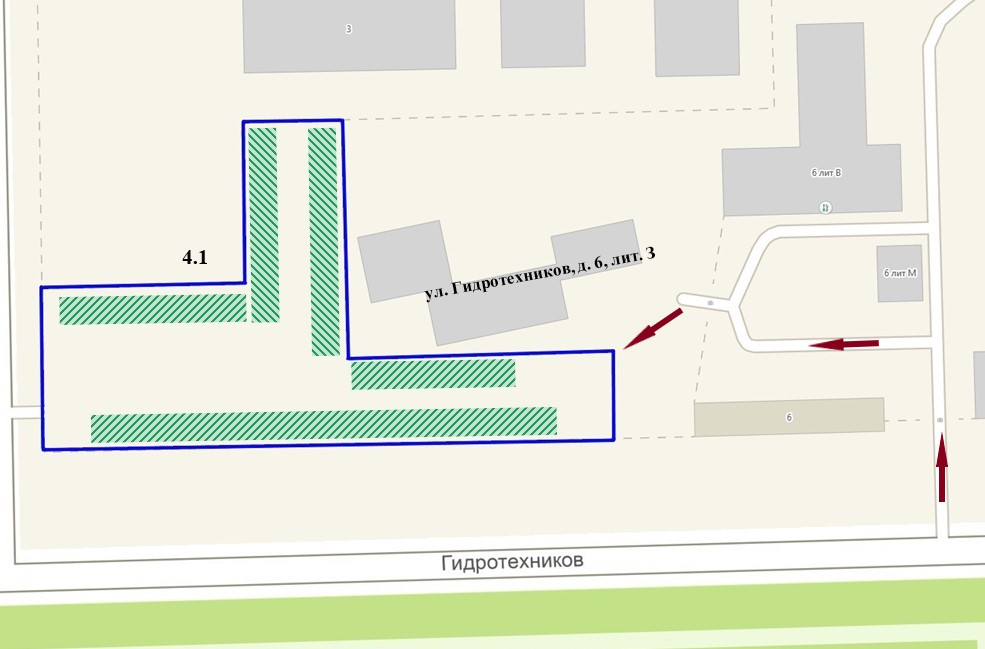 3
6 лит В
4.1
ул. Гидротехников, д. 6, лит. З
6 лит М
6
Гидротехников